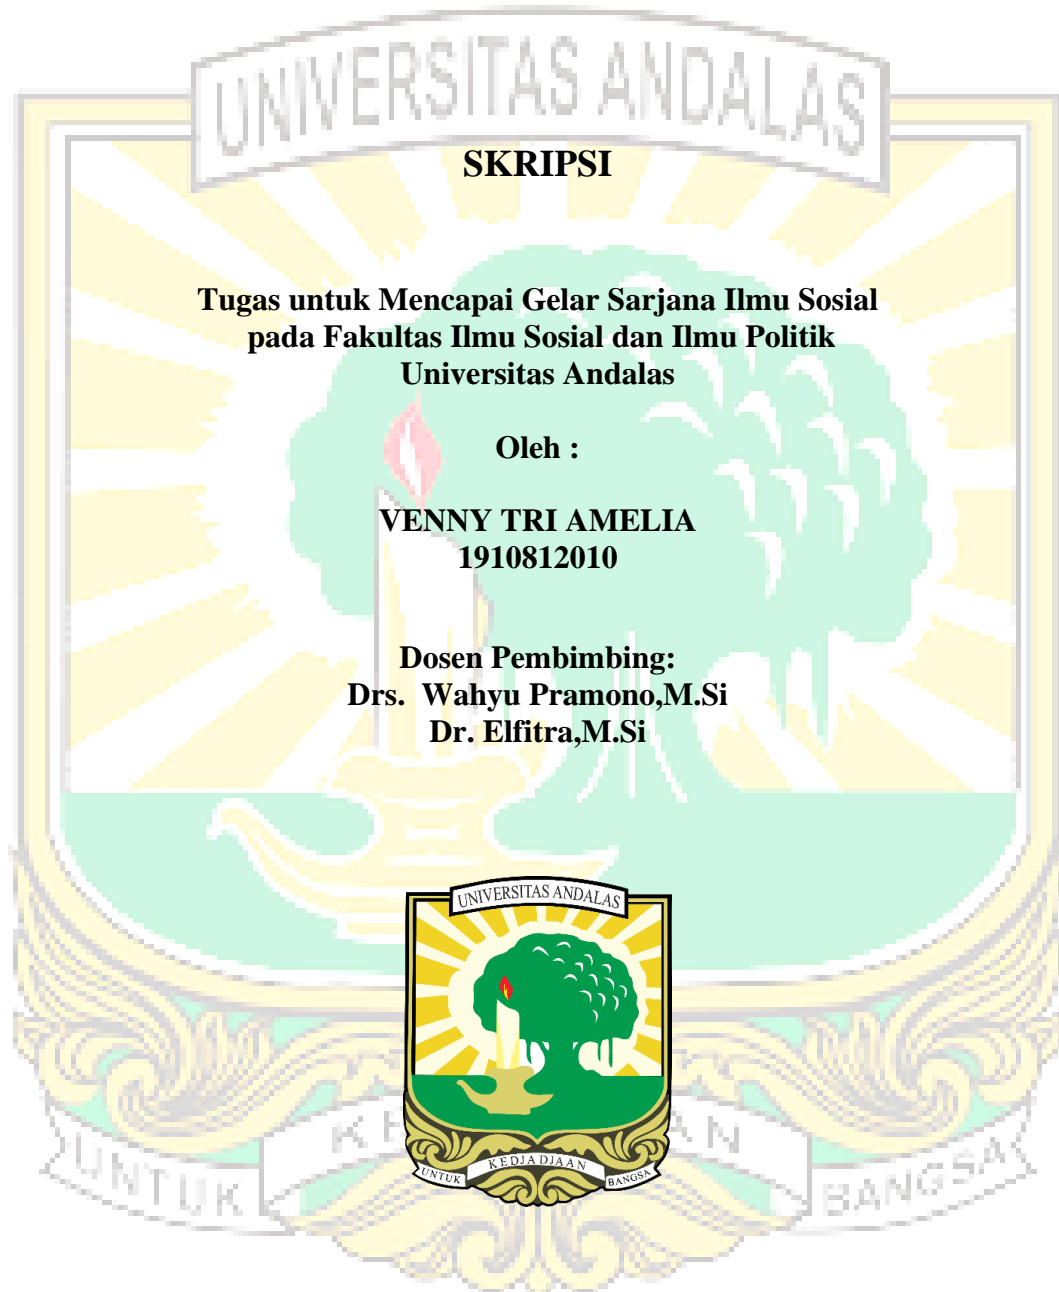 UNIVERSITAS ANDALAS
SKRIPSI
Tugas untuk Mencapai Gelar Sarjana Ilmu Sosial
pada Fakultas Ilmu Sosial dan Ilmu Politik
Universitas Andalas
Oleh :
VENNY TRI AMELIA
1910812010
Dosen Pembimbing:
Drs. Wahyu Pramono,M.Si
Dr. Elfitra,M.Si
UNIVERSITAS ANDALAS
UNTUK KEDJADJAAN BANGSA
UNTUK BANGSA